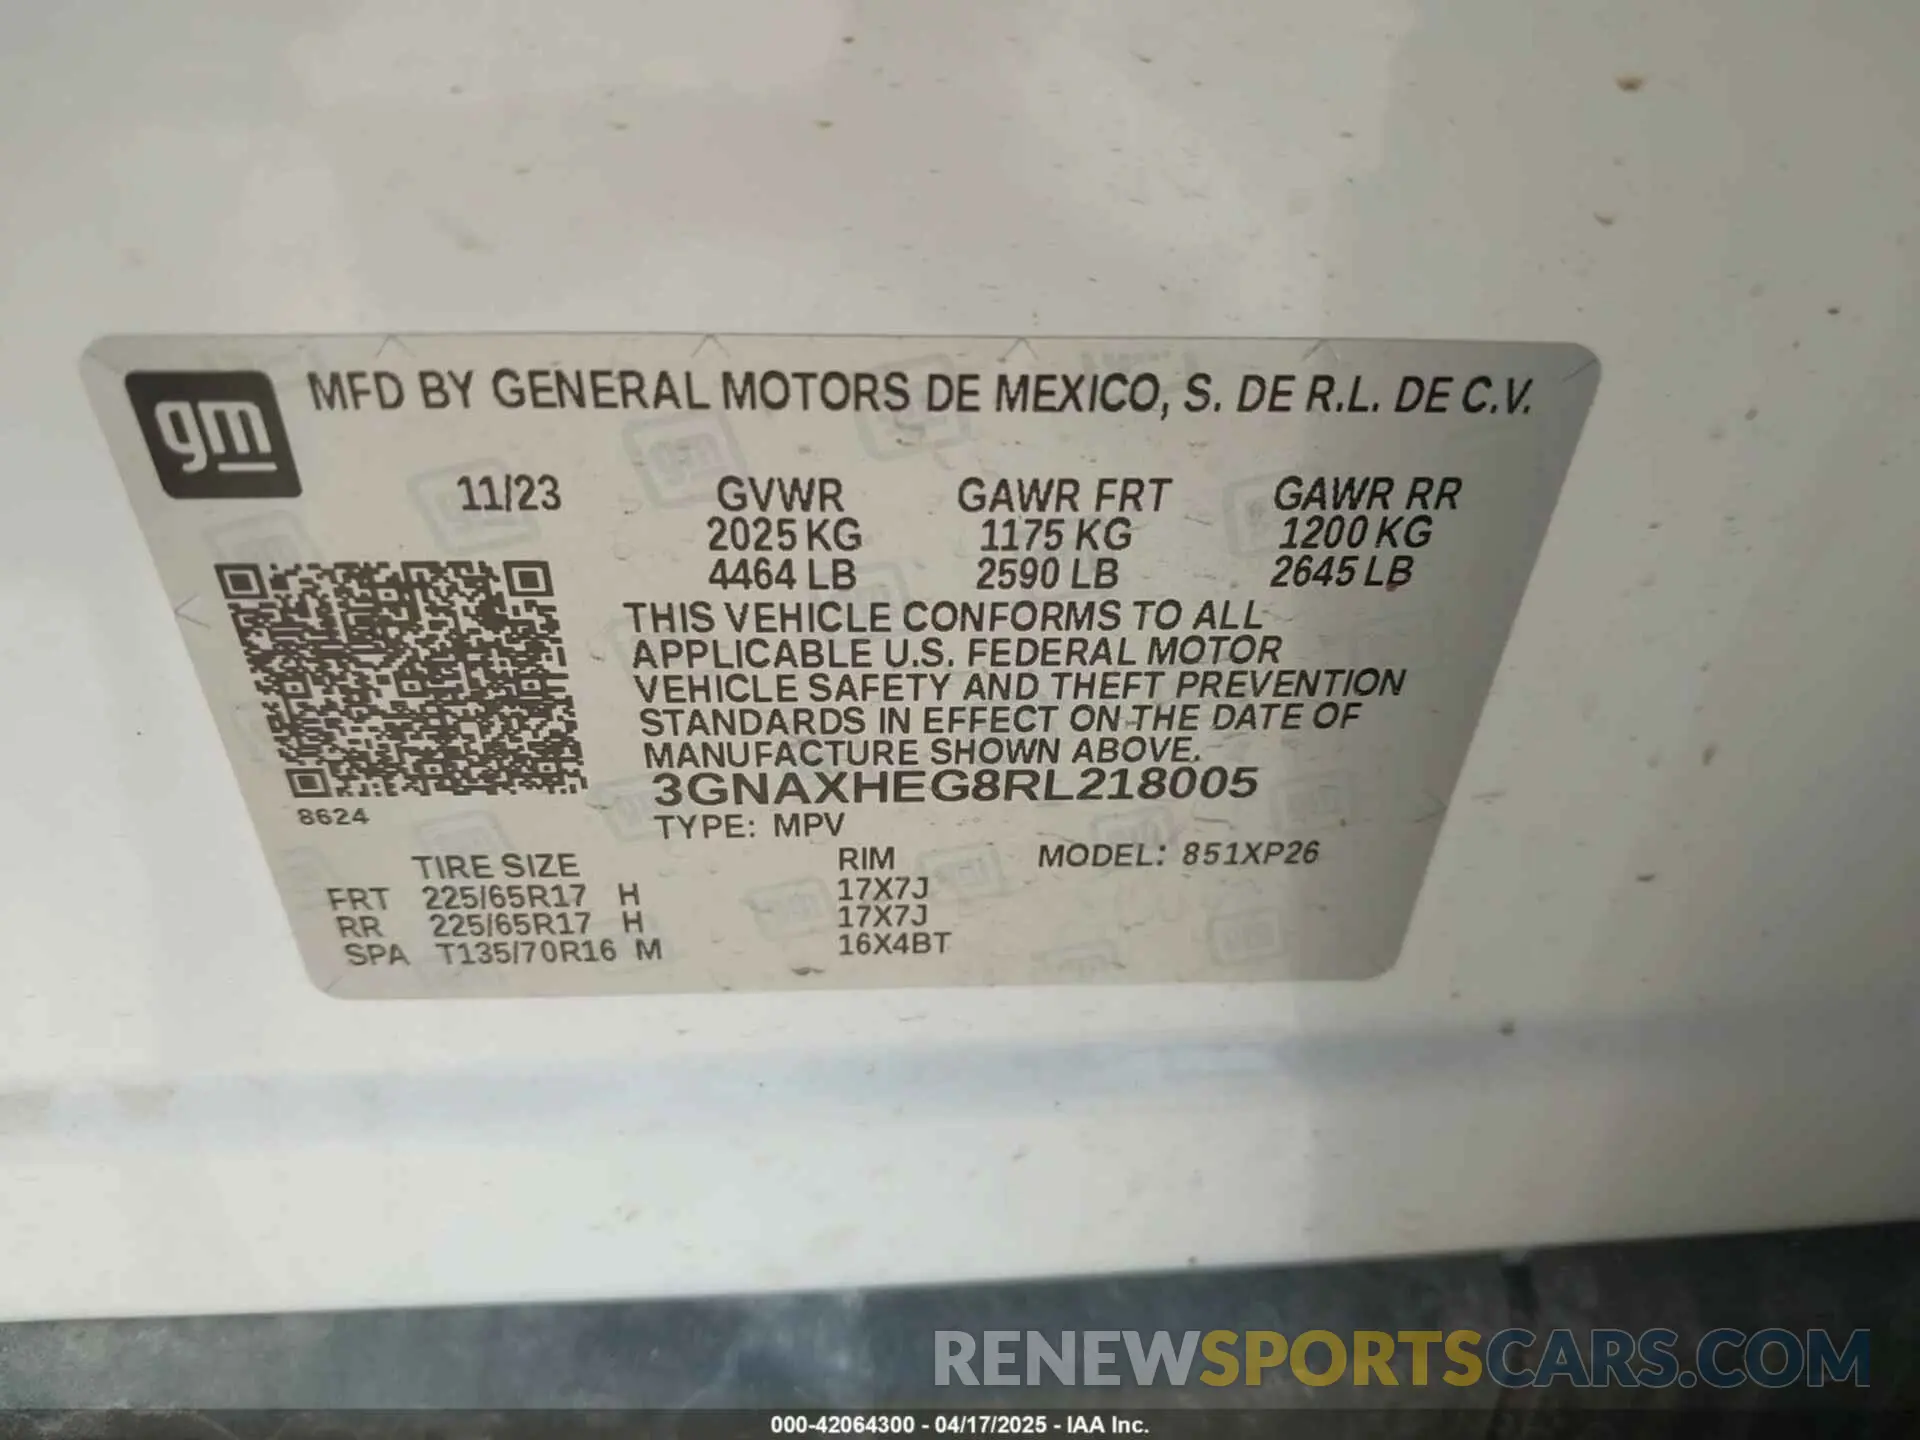 gm
MFD BY GENERAL MOTORS DE MEXICO, S. DE R.L. DE C.V.
11/23 GVWR GAWR FRT GAWR RR
2025 KG 1175 KG 1200 KG
4464 LB 2590 LB 2645 LB
THIS VEHICLE CONFORMS TO ALL
APPLICABLE U.S. FEDERAL MOTOR
VEHICLE SAFETY AND THEFT PREVENTION
STANDARDS IN EFFECT ON THE DATE OF
MANUFACTURE SHOWN ABOVE.
3GNAXHEG8RL218005
8624
TYPE: MPV
TIRE SIZE RIM MODEL: 851XP26
FRT 225/65R17 H 17X7J
RR 225/65R17 H 17X7J
SPA T135/70R16 M 16X4BT
RENEWSPORTSCARS.COM
000-42064300 - 04/17/2025 - IAA Inc.